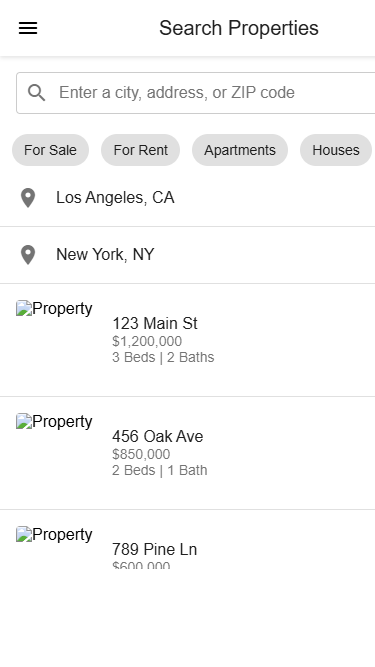 Search Properties
Enter a city, address, or ZIP code
For Sale
For Rent
Apartments
Houses
Los Angeles, CA
New York, NY
Property
123 Main St
$1,200,000
3 Beds | 2 Baths
Property
456 Oak Ave
$850,000
2 Beds | 1 Bath
Property
789 Pine Ln
$600,000